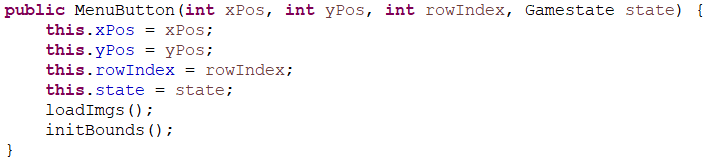 public MenuButton(int xPos, int yPos, int rowIndex, Gamestate state) {
    this.xPos = xPos;
    this.yPos = yPos;
    this.rowIndex = rowIndex;
    this.state = state;
    loadImgs();
    initBounds();
}